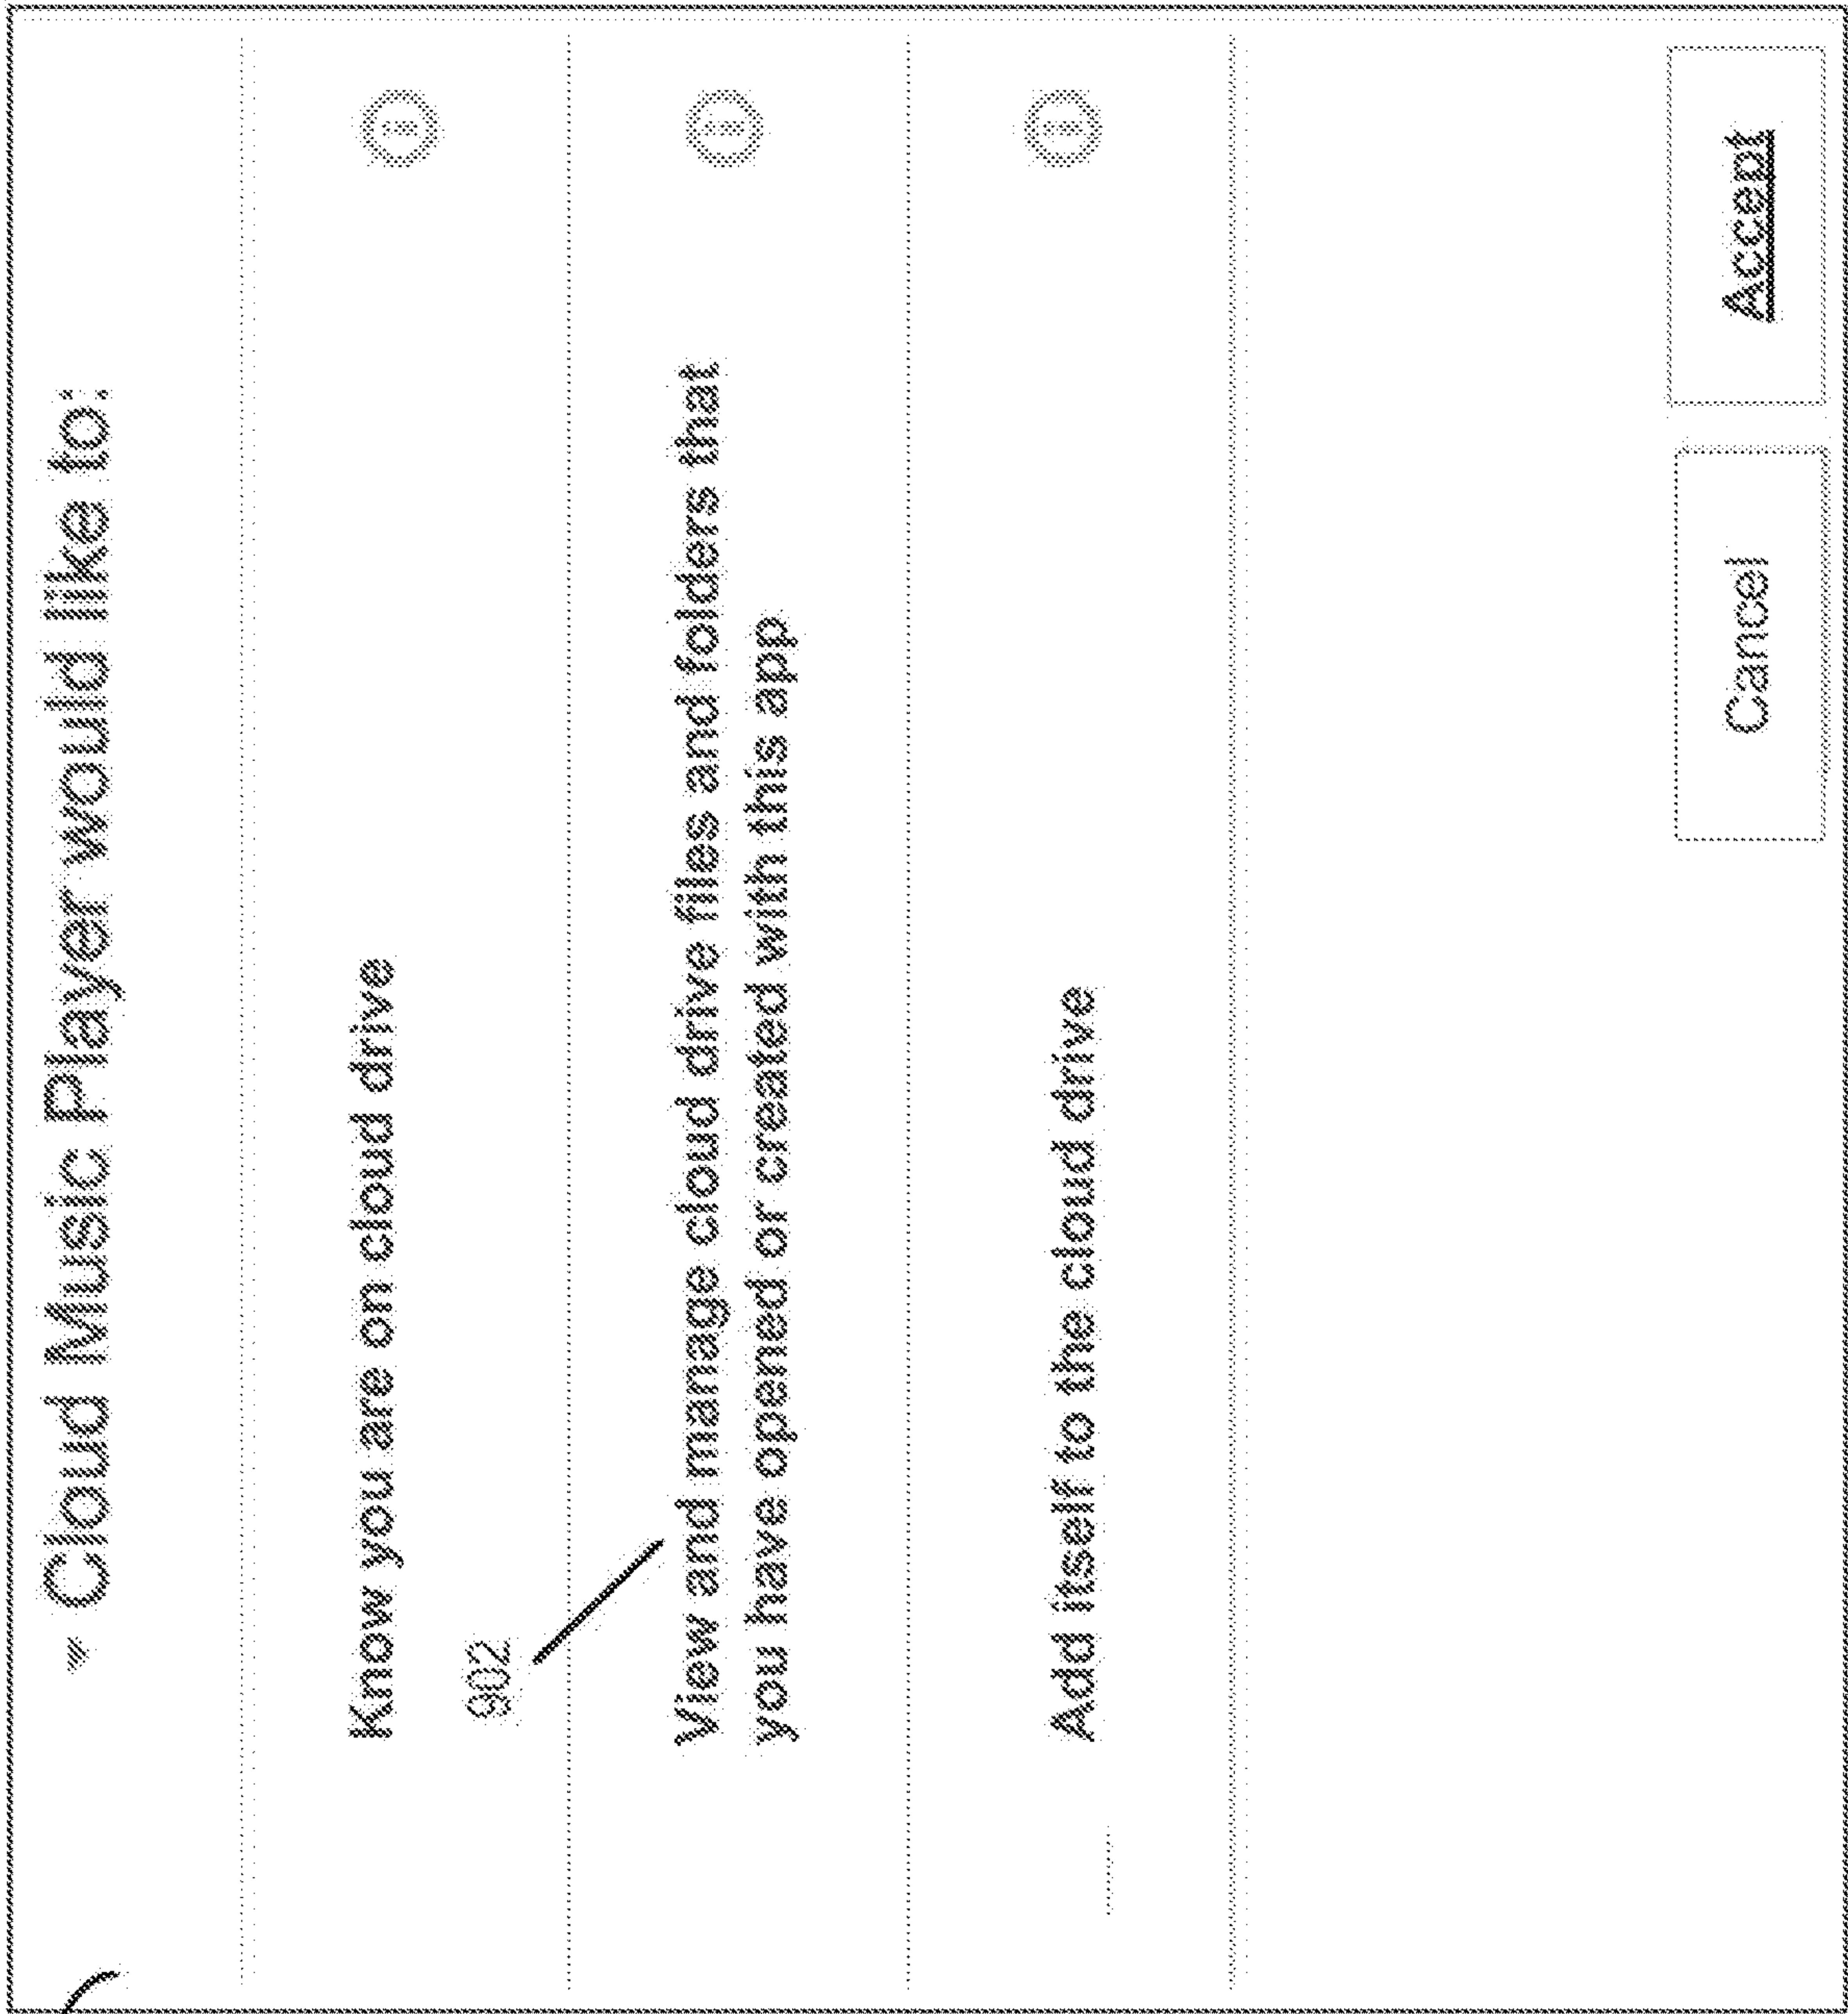 Cloud Music Player would like to:
Know you are on cloud drive
902
View and manage cloud drive files and folders that
you have opened or created with this app
Add itself to the cloud drive
Cancel
Accept